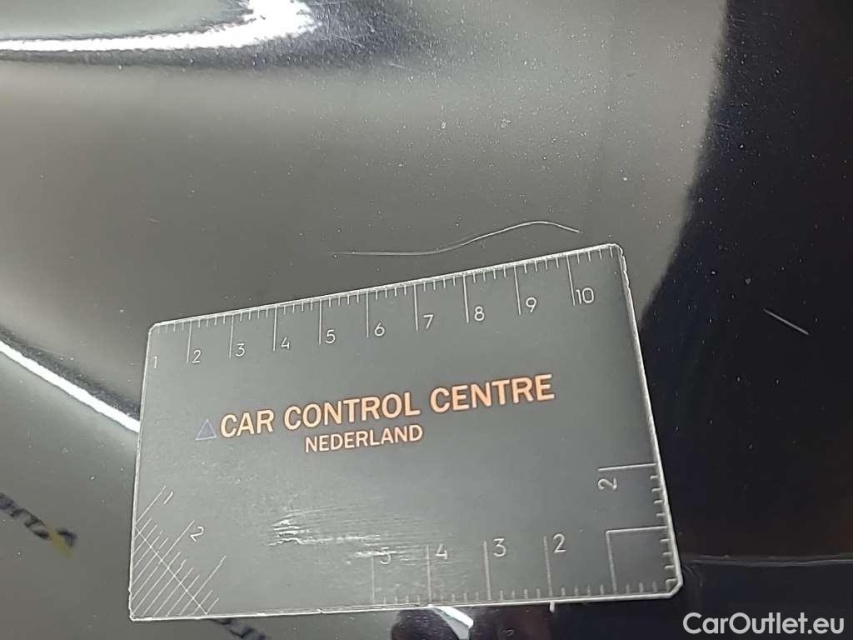 1 2 3 4 5 6 7 8 9 10
CAR CONTROL CENTRE
NEDERLAND
2
2
5 4 3 2
CarOutlet.eu